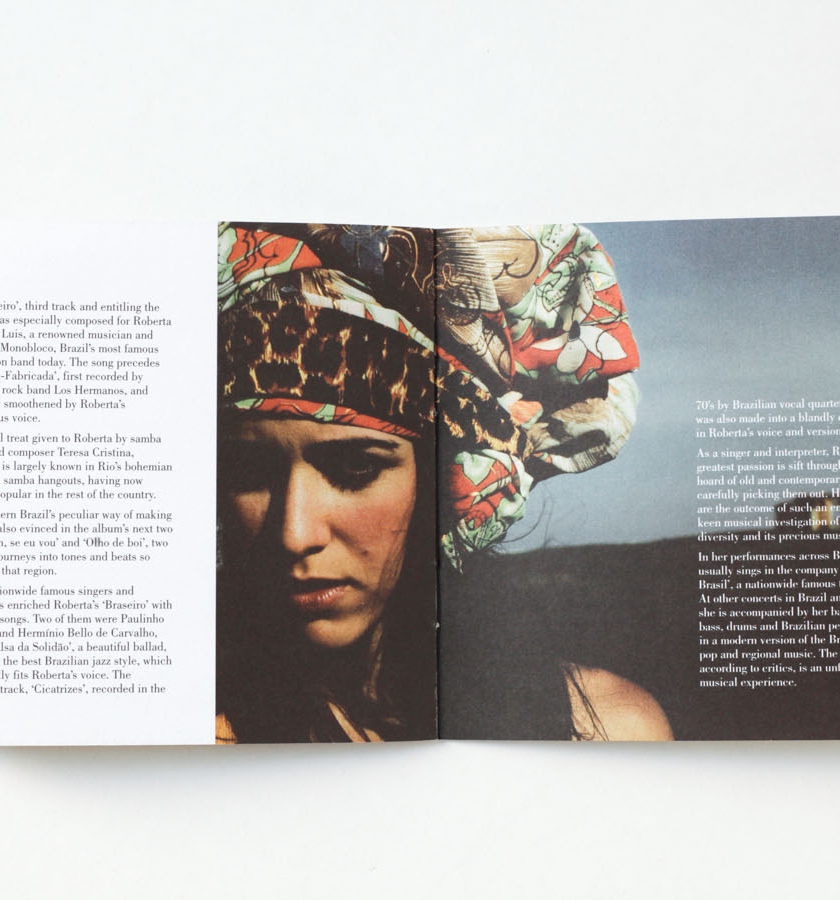 eiro’, third track and entitling the
as especially composed for Roberta
Luis, a renowned musician and
Monobloco, Brazil’s most famous
n band today. The song precedes
-Fabricada’, first recorded by
rock band Los Hermanos, and
smoothened by Roberta’s
us voice.
l treat given to Roberta by samba
d composer Teresa Cristina,
is largely known in Rio’s bohemian
samba hangouts, having now
opular in the rest of the country.
ern Brazil’s peculiar way of making
also evinced in the album’s next two
n, se eu vou’ and ‘Olho de boi’, two
ourneys into tones and beats so
that region.
ionwide famous singers and
s enriched Roberta’s ‘Braseiro’ with
songs. Two of them were Paulinho
and Hermínio Bello de Carvalho,
lsa da Solidão’, a beautiful ballad,
the best Brazilian jazz style, which
ly fits Roberta’s voice. The
track, ‘Cicatrizes’, recorded in the
70’s by Brazilian vocal quarte
was also made into a blandly
in Roberta’s voice and version
As a singer and interpreter, R
greatest passion is sift through
hoard of old and contemporar
carefully picking them out. H
are the outcome of such an er
keen musical investigation of
diversity and its precious mus
In her performances across B
usually sings in the company
Brasil’, a nationwide famous
At other concerts in Brazil an
she is accompanied by her ba
bass, drums and Brazilian pe
in a modern version of the Br
pop and regional music. The
according to critics, is an unf
musical experience.